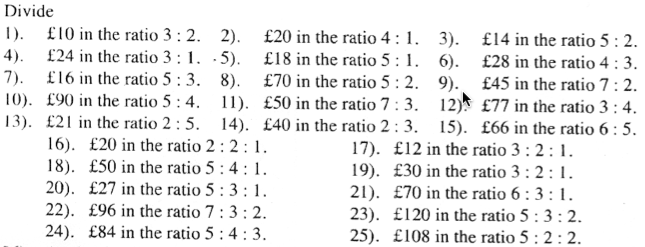 Divide
1). £10 in the ratio 3 : 2. 2). £20 in the ratio 4 : 1. 3). £14 in the ratio 5 : 2.
4). £24 in the ratio 3 : 1. 5). £18 in the ratio 5 : 1. 6). £28 in the ratio 4 : 3.
7). £16 in the ratio 5 : 3. 8). £70 in the ratio 5 : 2. 9). £45 in the ratio 7 : 2.
10). £90 in the ratio 5 : 4. 11). £50 in the ratio 7 : 3. 12). £77 in the ratio 3 : 4.
13). £21 in the ratio 2 : 5. 14). £40 in the ratio 2 : 3. 15). £66 in the ratio 6 : 5.
16). £20 in the ratio 2 : 2 : 1. 17). £12 in the ratio 3 : 2 : 1.
18). £50 in the ratio 5 : 4 : 1. 19). £30 in the ratio 3 : 2 : 1.
20). £27 in the ratio 5 : 3 : 1. 21). £70 in the ratio 6 : 3 : 1.
22). £96 in the ratio 7 : 3 : 2. 23). £120 in the ratio 5 : 3 : 2.
24). £84 in the ratio 5 : 4 : 3. 25). £108 in the ratio 5 : 2 : 2.